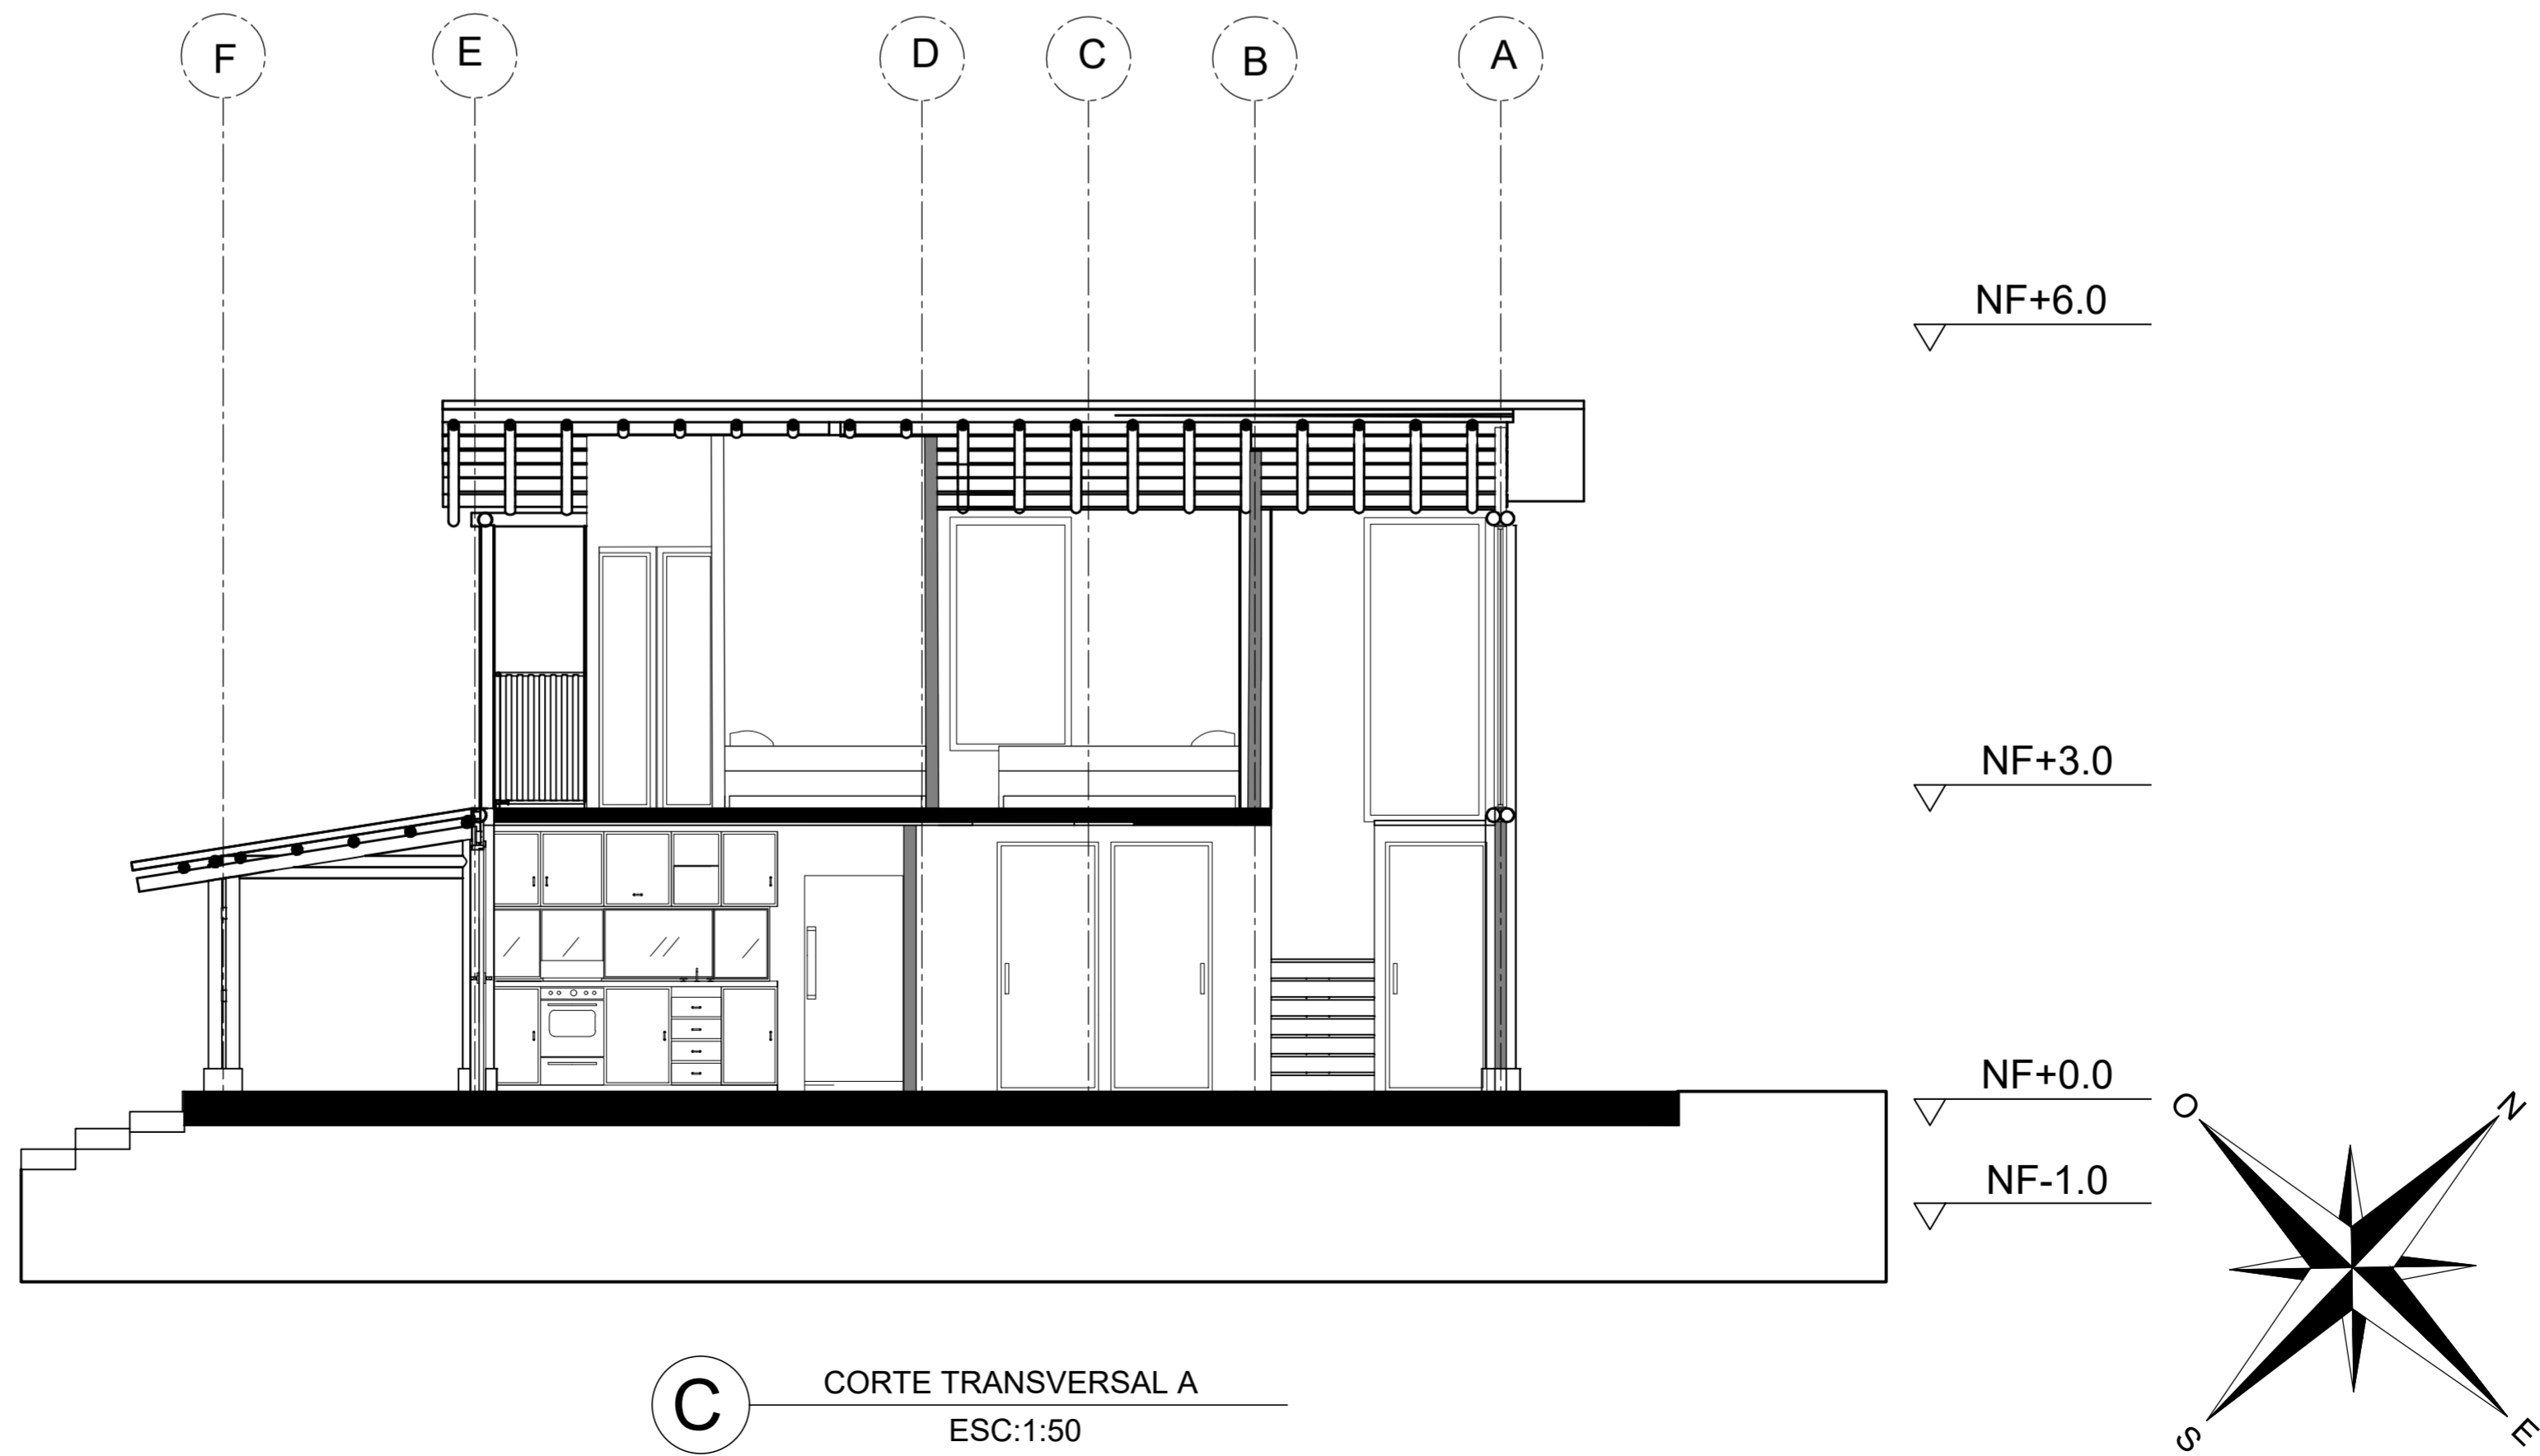 F
E
D
C
B
A
NF+6.0
NF+3.0
NF+0.0
NF-1.0
O
N
S
E
C
CORTE TRANSVERSAL A
ESC:1:50